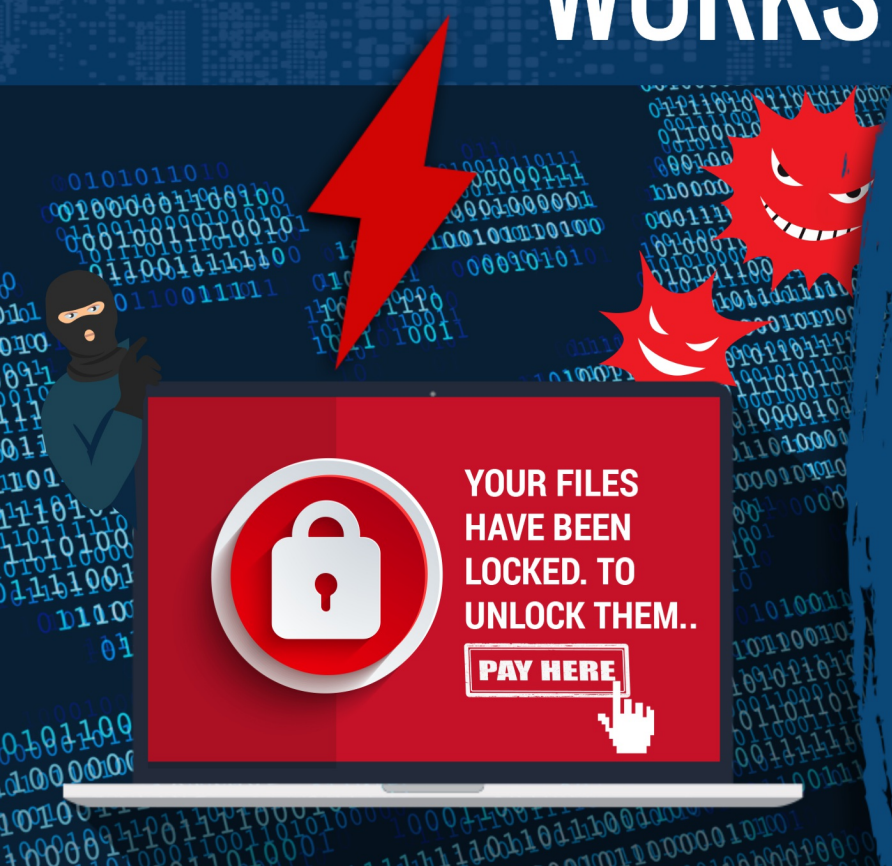 WORKS
YOUR FILES
HAVE BEEN
LOCKED. TO
UNLOCK THEM..
PAY HERE